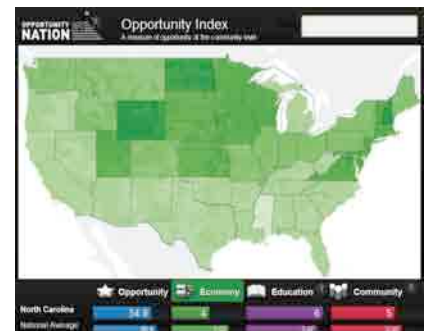 OPPORTUNITY
NATION
Opportunity Index
A measure of opportunity at the community level
Opportunity
Economy
Education
Community
North Carolina
4
6
5
National Average